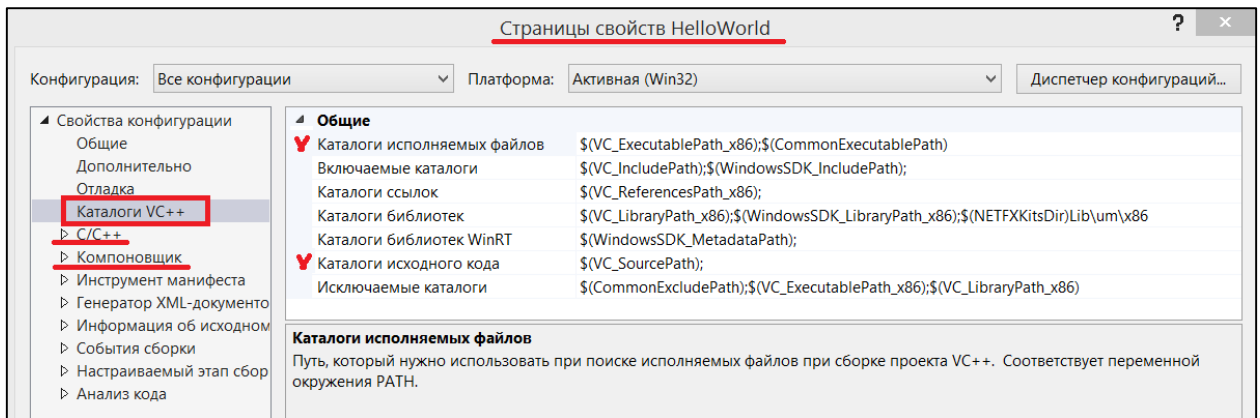 Страницы свойств HelloWorld ? ×
Конфигурация: Все конфигурации Платформа: Активная (Win32) Диспетчер конфигураций...
Свойства конфигурации
Общие
Дополнительно
Отладка
Каталоги VC++
C/C++
Компоновщик
Инструмент манифеста
Генератор XML-документо
Информация об исходном
События сборки
Настраиваемый этап сбор
Анализ кода
Общие
Каталоги исполняемых файлов $(VC_ExecutablePath_x86);$(CommonExecutablePath)
Включаемые каталоги $(VC_IncludePath);$(WindowsSDK_IncludePath);
Каталоги ссылок $(VC_ReferencesPath_x86);
Каталоги библиотек $(VC_LibraryPath_x86);$(WindowsSDK_LibraryPath_x86);$(NETFXKitsDir)Lib\um\x86
Каталоги библиотек WinRT $(WindowsSDK_MetadataPath);
Каталоги исходного кода $(VC_SourcePath);
Исключаемые каталоги $(CommonExcludePath);$(VC_ExecutablePath_x86);$(VC_LibraryPath_x86)
Каталоги исполняемых файлов
Путь, который нужно использовать при поиске исполняемых файлов при сборке проекта VC++. Соответствует переменной
окружения PATH.